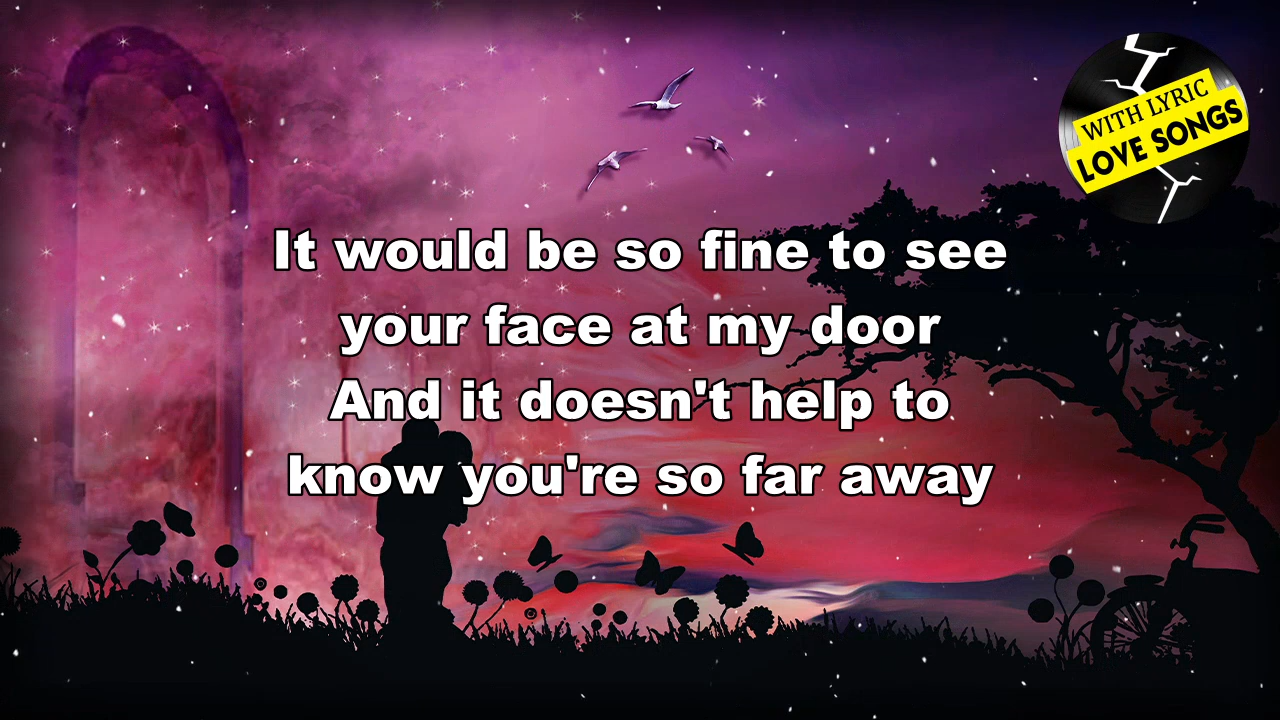 WITH LYRIC
LOVE SONGS
It would be so fine to see
your face at my door
And it doesn't help to
know you're so far away